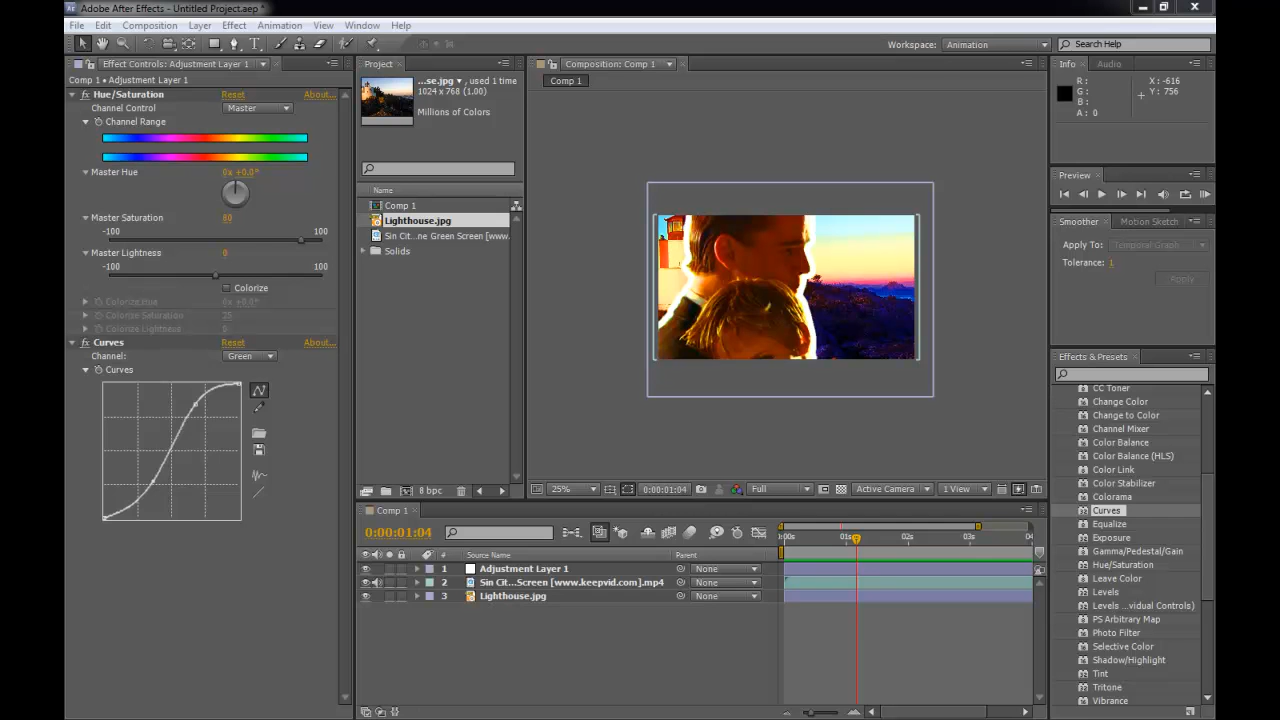 Adobe After Effects - Untitled Project.aep *
File Edit Composition Layer Effect Animation View Window Help
Workspace: Animation
Search Help
Effect Controls: Adjustment Layer 1
Comp 1 • Adjustment Layer 1
Hue/Saturation Reset About...
Channel Control Master
Channel Range
Master Hue 0x +0.0°
Master Saturation 80
-100 100
Master Lightness 0
-100 100
Colorize
Colorize Hue 0x +0.0°
Colorize Saturation 25
Colorize Lightness 0
Curves Reset About...
Channel: Green
Curves
Project
...se.jpg ▾, used 1 time
1024 x 768 (1.00)
Millions of Colors
Name
Comp 1
Lighthouse.jpg
Sin Cit...ne Green Screen [www.
Solids
8 bpc
Composition: Comp 1
Comp 1
25% 0:00:01:04 Full Active Camera 1 View
Info Audio
R: X: -616
G: Y: 756
B:
A: 0
Preview
Smoother Motion Sketch
Apply To: Temporal Graph
Tolerance: 1
Apply
Effects & Presets
CC Toner
Change Color
Change to Color
Channel Mixer
Color Balance
Color Balance (HLS)
Color Link
Color Stabilizer
Colorama
Curves
Equalize
Exposure
Gamma/Pedestal/Gain
Hue/Saturation
Leave Color
Levels
Levels ...vidual Controls)
PS Arbitrary Map
Photo Filter
Selective Color
Shadow/Highlight
Tint
Tritone
Vibrance
Comp 1
0:00:01:04
:00s 01s 02s 03s 04
# Source Name Parent
1 Adjustment Layer 1 None
2 Sin Cit...Screen [www.keepvid.com].mp4 None
3 Lighthouse.jpg None